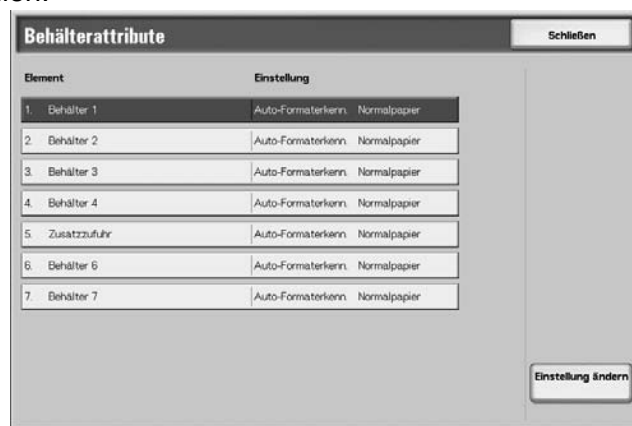 Behälterattribute
Schließen
Element Einstellung
1. Behälter 1 Auto-Formaterkenn. Normalpapier
2. Behälter 2 Auto-Formaterkenn. Normalpapier
3. Behälter 3 Auto-Formaterkenn. Normalpapier
4. Behälter 4 Auto-Formaterkenn. Normalpapier
5. Zusatzzufuhr Auto-Formaterkenn. Normalpapier
6. Behälter 6 Auto-Formaterkenn. Normalpapier
7. Behälter 7 Auto-Formaterkenn. Normalpapier
Einstellung ändern